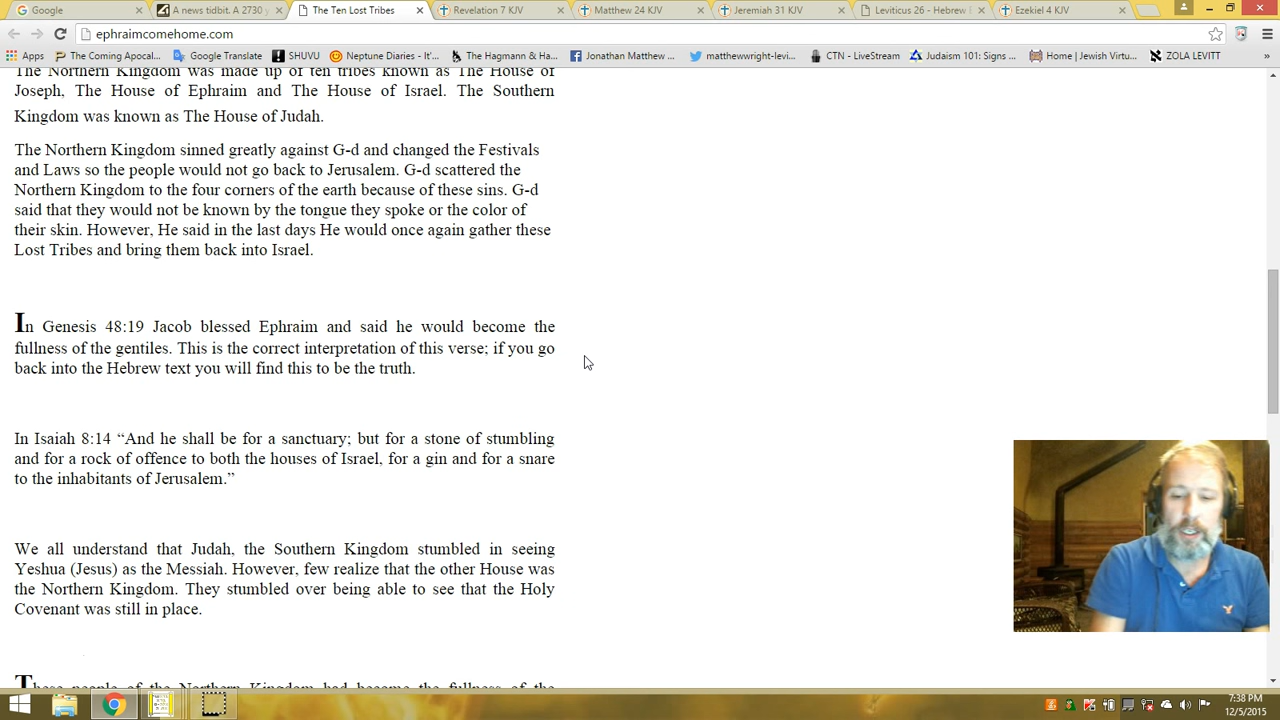 Google
A news tidbit. A 2730 y
The Ten Lost Tribes
Revelation 7 KJV
Matthew 24 KJV
Jeremiah 31 KJV
Leviticus 26 - Hebrew
Ezekiel 4 KJV
ephraimcomehome.com
Apps
The Coming Apocal...
Google Translate
SHUVU
Neptune Diaries - It'...
The Hagmann & Ha...
Jonathan Matthew ...
matthewwright-levi...
CTN - LiveStream
Judaism 101: Signs ...
Home | Jewish Virtu...
ZOLA LEVITT
»
The Northern Kingdom was made up of ten tribes known as The House of
Joseph, The House of Ephraim and The House of Israel. The Southern
Kingdom was known as The House of Judah.
The Northern Kingdom sinned greatly against G-d and changed the Festivals
and Laws so the people would not go back to Jerusalem. G-d scattered the
Northern Kingdom to the four corners of the earth because of these sins. G-d
said that they would not be known by the tongue they spoke or the color of
their skin. However, He said in the last days He would once again gather these
Lost Tribes and bring them back into Israel.
In Genesis 48:19 Jacob blessed Ephraim and said he would become the
fullness of the gentiles. This is the correct interpretation of this verse; if you go
back into the Hebrew text you will find this to be the truth.
In Isaiah 8:14 “And he shall be for a sanctuary; but for a stone of stumbling
and for a rock of offence to both the houses of Israel, for a gin and for a snare
to the inhabitants of Jerusalem.”
We all understand that Judah, the Southern Kingdom stumbled in seeing
Yeshua (Jesus) as the Messiah. However, few realize that the other House was
the Northern Kingdom. They stumbled over being able to see that the Holy
Covenant was still in place.
These people of the Northern Kingdom had become the fullness of the
7:38 PM
12/5/2015